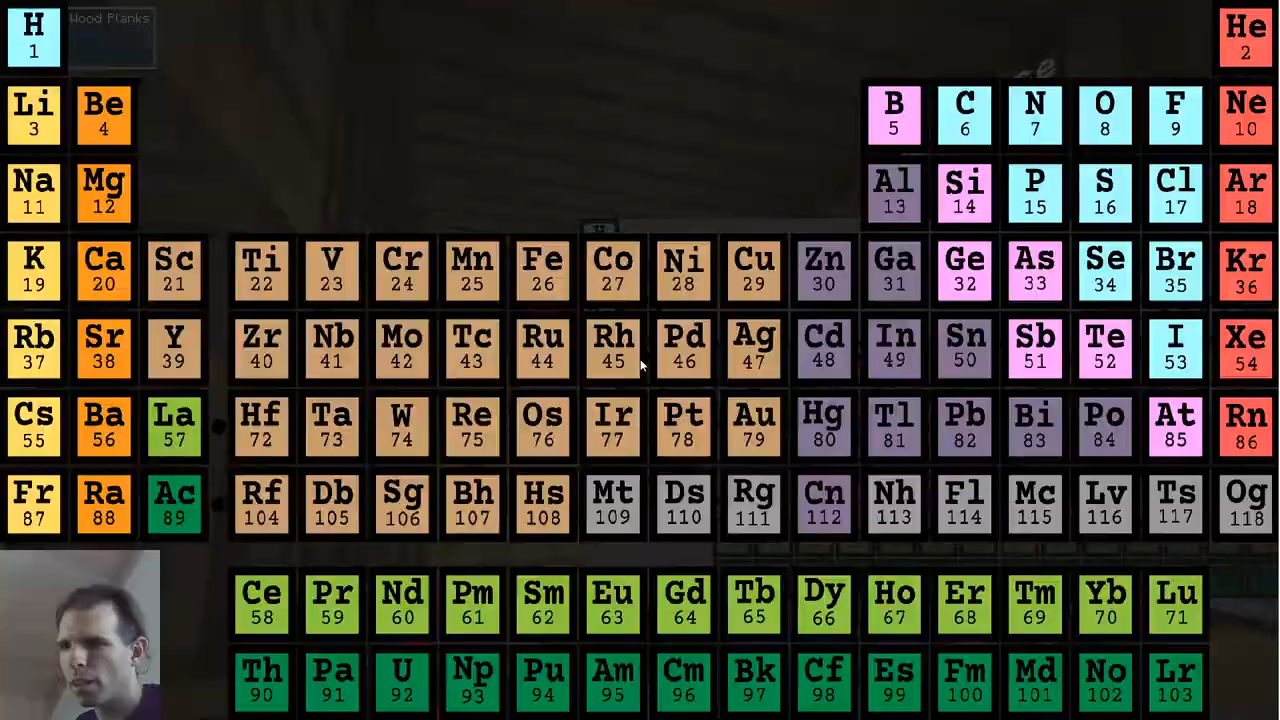 Wood Planks
H He
1 2
Li Be B C N O F Ne
3 4 5 6 7 8 9 10
Na Mg Al Si P S Cl Ar
11 12 13 14 15 16 17 18
K Ca Sc Ti V Cr Mn Fe Co Ni Cu Zn Ga Ge As Se Br Kr
19 20 21 22 23 24 25 26 27 28 29 30 31 32 33 34 35 36
Rb Sr Y Zr Nb Mo Tc Ru Rh Pd Ag Cd In Sn Sb Te I Xe
37 38 39 40 41 42 43 44 45 46 47 48 49 50 51 52 53 54
Cs Ba La Hf Ta W Re Os Ir Pt Au Hg Tl Pb Bi Po At Rn
55 56 57 72 73 74 75 76 77 78 79 80 81 82 83 84 85 86
Fr Ra Ac Rf Db Sg Bh Hs Mt Ds Rg Cn Nh Fl Mc Lv Ts Og
87 88 89 104 105 106 107 108 109 110 111 112 113 114 115 116 117 118
Ce Pr Nd Pm Sm Eu Gd Tb Dy Ho Er Tm Yb Lu
58 59 60 61 62 63 64 65 66 67 68 69 70 71
Th Pa U Np Pu Am Cm Bk Cf Es Fm Md No Lr
90 91 92 93 94 95 96 97 98 99 100 101 102 103